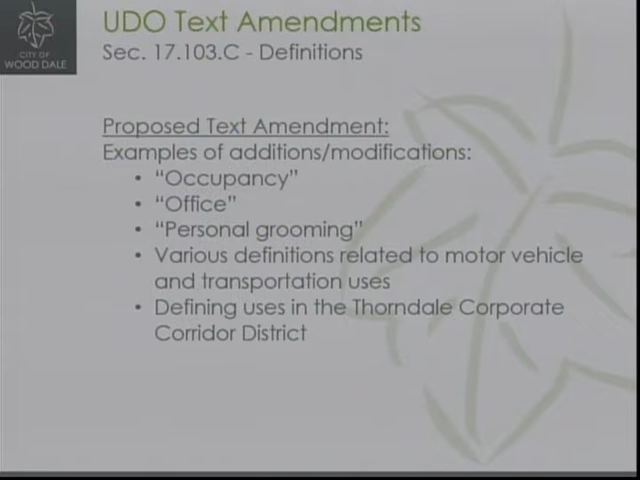 CITY OF
WOOD DALE
UDO Text Amendments
Sec. 17.103.C - Definitions
Proposed Text Amendment:
Examples of additions/modifications:
• “Occupancy”
• “Office”
• “Personal grooming”
• Various definitions related to motor vehicle
and transportation uses
• Defining uses in the Thorndale Corporate
Corridor District